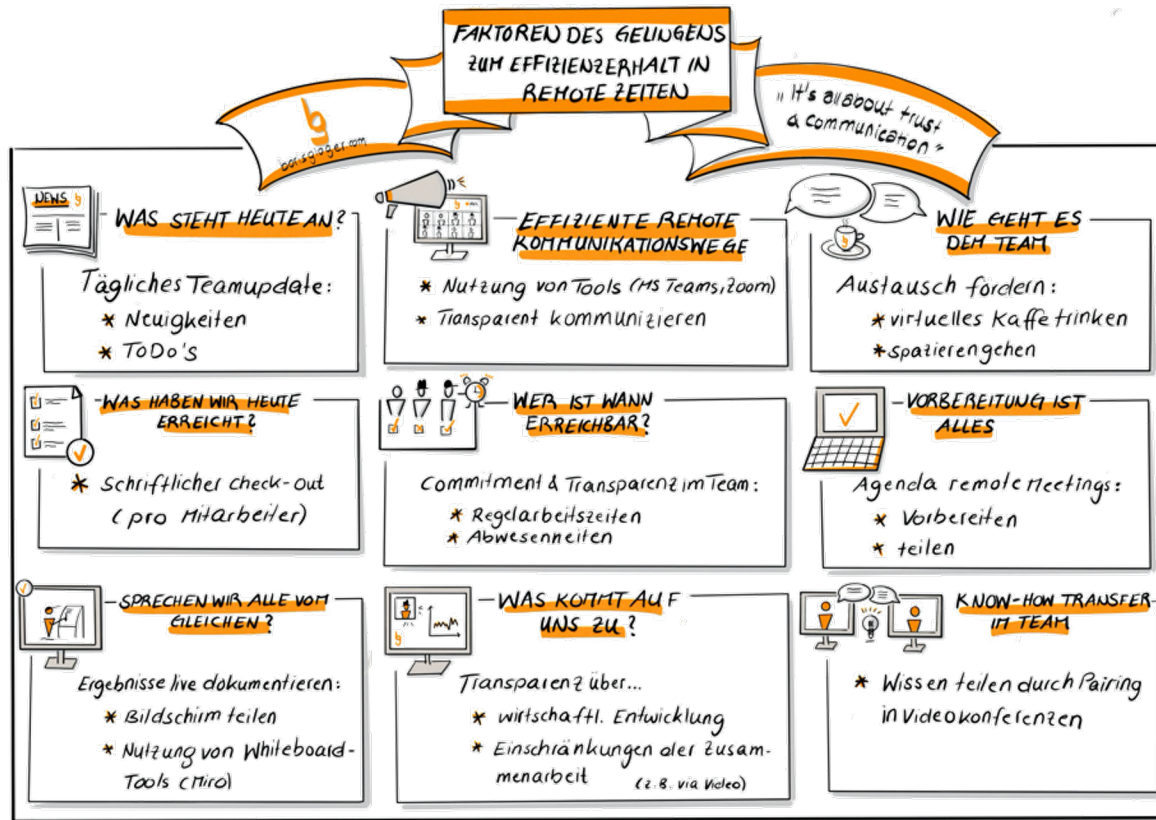 FAKTOREN DES GELINGENS
ZUM EFFIZIENZERHALT IN
REMOTE ZEITEN
borisgloger.com
"It's all about trust
& communication"
NEWS
WAS STEHT HEUTE AN?
Tägliches Teamupdate:
* Neuigkeiten
* ToDo's
EFFIZIENTE REMOTE
KOMMUNIKATIONSWEGE
* Nutzung von Tools (MS Teams, Zoom)
* Transparent kommunizieren
WIE GEHT ES
DEM TEAM
Austausch fördern:
* virtuelles Kaffe trinken
* spazieren gehen
WAS HABEN WIR HEUTE
ERREICHT?
* Schriftlicher check-out
(pro Mitarbeiter)
WER IST WANN
ERREICHBAR?
Commitment & Transparenz im Team:
* Regelarbeitszeiten
* Abwesenheiten
VORBEREITUNG IST
ALLES
Agenda remote Meetings:
* Vorbereiten
* teilen
SPRECHEN WIR ALLE VOM
GLEICHEN?
Ergebnisse live dokumentieren:
* Bildschirm teilen
* Nutzung von Whiteboard-
Tools (Miro)
WAS KOMMT AUF
UNS ZU?
Transparenz über...
* wirtschaftl. Entwicklung
* Einschränkungen der Zusam-
menarbeit
(z.B. via Video)
KNOW-HOW TRANSFER
IM TEAM
* Wissen teilen durch Pairing
in Videokonferenzen